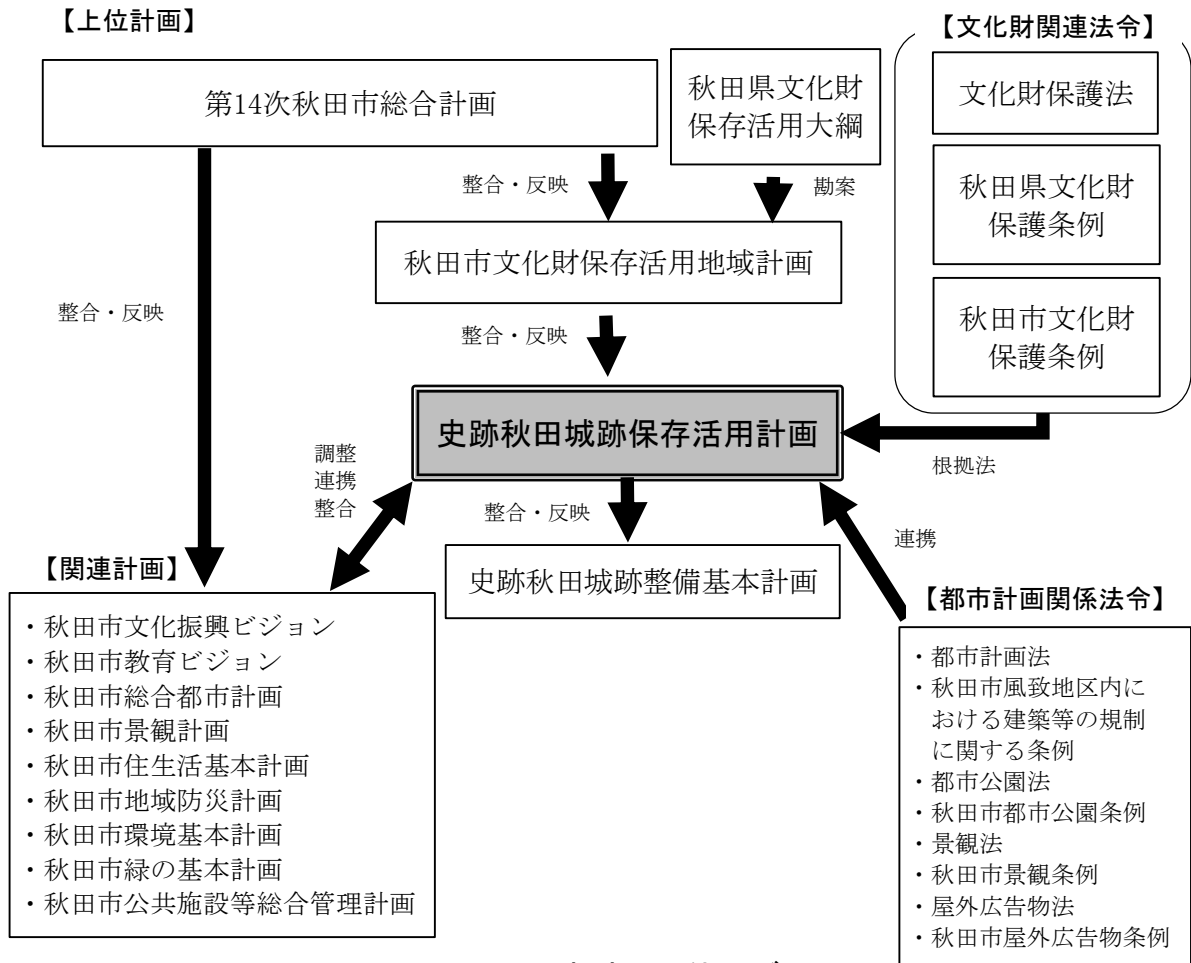 【上位計画】
第14次秋田市総合計画
秋田県文化財
保存活用大綱
【文化財関連法令】
文化財保護法
秋田県文化財
保護条例
秋田市文化財
保護条例
整合・反映
勘案
秋田市文化財保存活用地域計画
整合・反映
整合・反映
史跡秋田城跡保存活用計画
根拠法
調整
連携
整合
整合・反映
連携
史跡秋田城跡整備基本計画
【関連計画】
・秋田市文化振興ビジョン
・秋田市教育ビジョン
・秋田市総合都市計画
・秋田市景観計画
・秋田市住生活基本計画
・秋田市地域防災計画
・秋田市環境基本計画
・秋田市緑の基本計画
・秋田市公共施設等総合管理計画
【都市計画関係法令】
・都市計画法
・秋田市風致地区内に
おける建築等の規制
に関する条例
・都市公園法
・秋田市都市公園条例
・景観法
・秋田市景観条例
・屋外広告物法
・秋田市屋外広告物条例